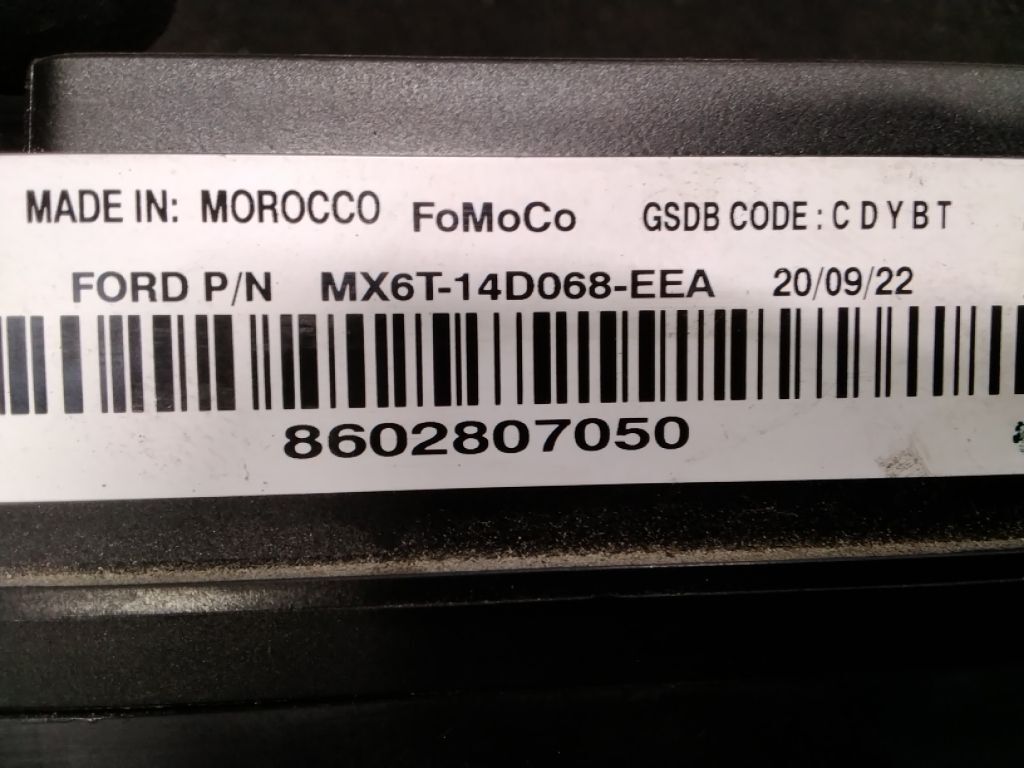 MADE IN: MOROCCO FoMoCo GSDB CODE : C D Y B T
FORD P/N MX6T-14D068-EEA 20/09/22
8602807050